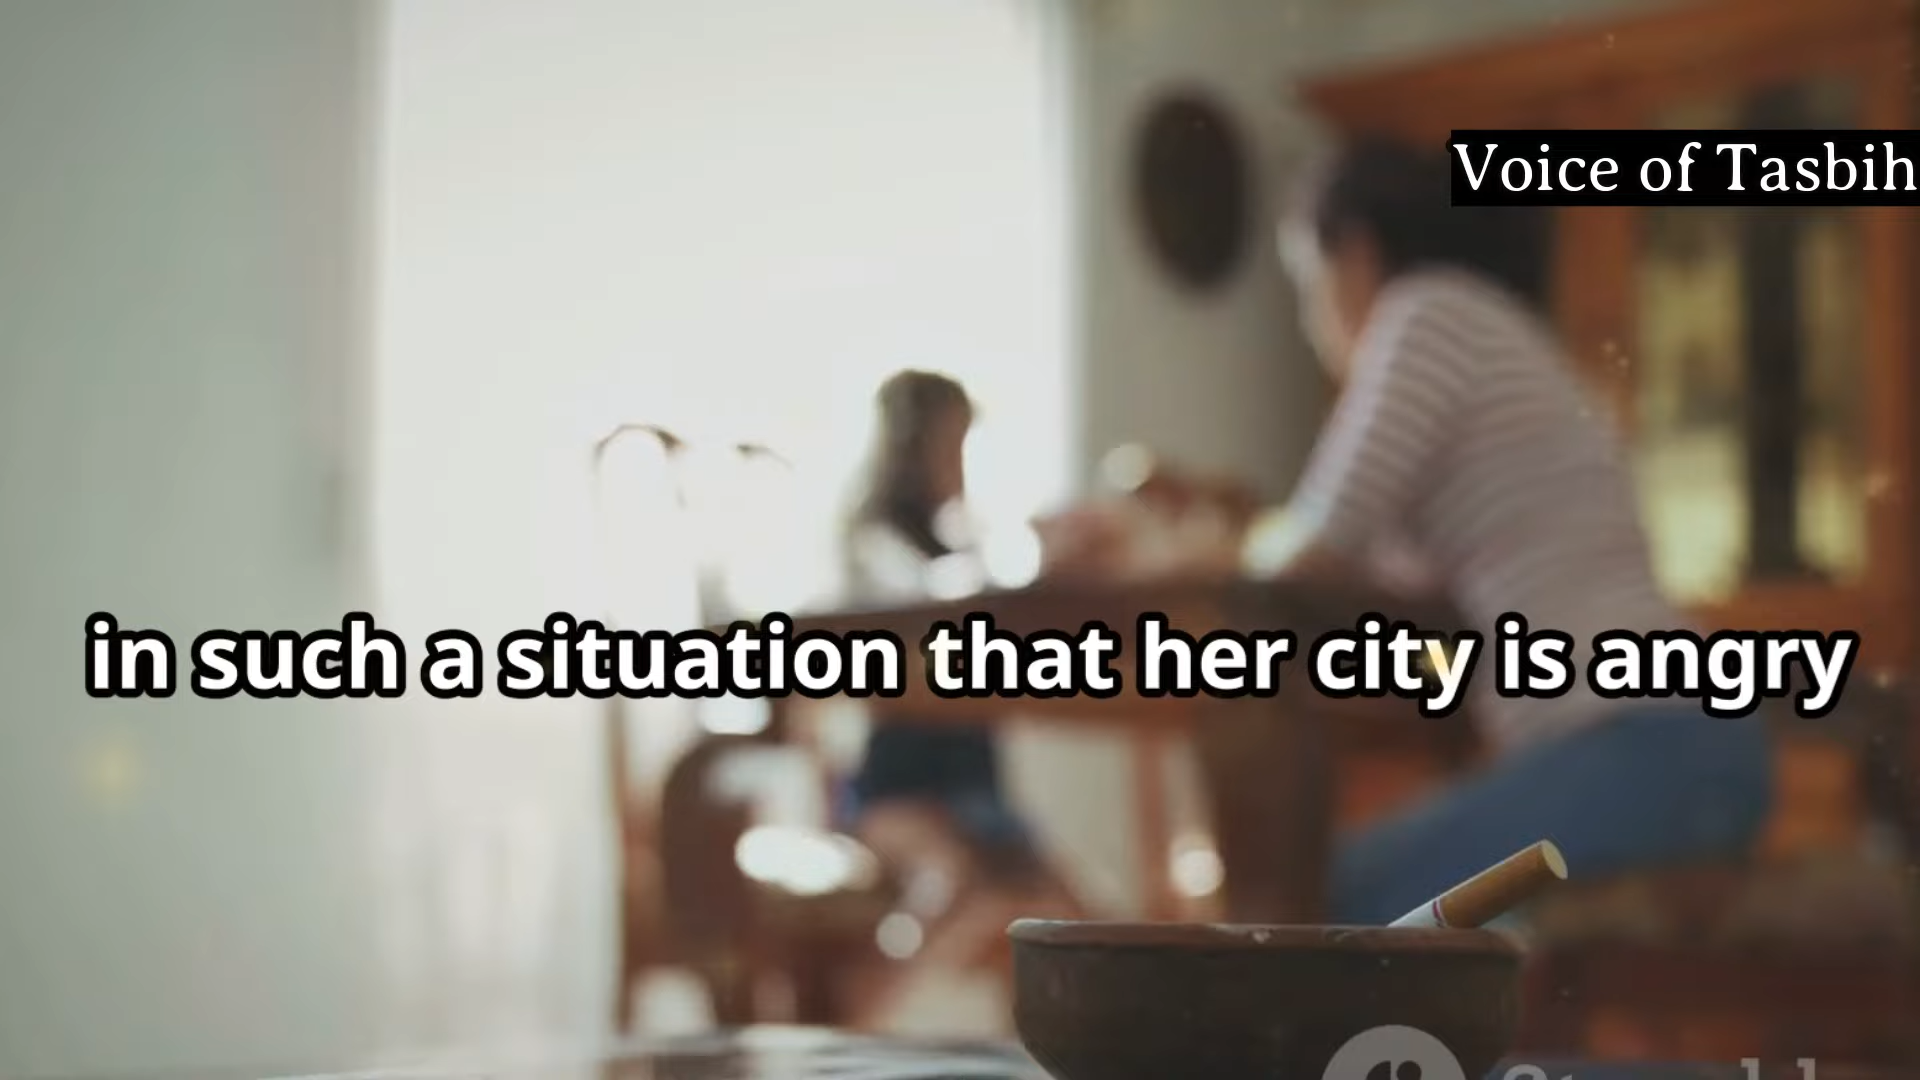 Voice of Tasbih
in such a situation that her city is angry